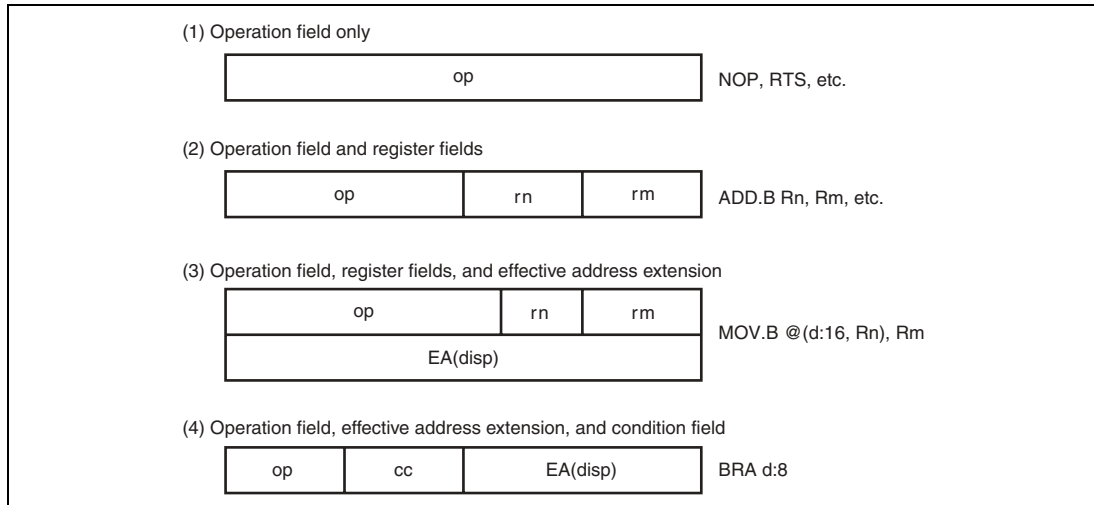 (1) Operation field only
op
NOP, RTS, etc.
(2) Operation field and register fields
op rn rm
ADD.B Rn, Rm, etc.
(3) Operation field, register fields, and effective address extension
op rn rm
EA(disp)
MOV.B @(d:16, Rn), Rm
(4) Operation field, effective address extension, and condition field
op cc EA(disp)
BRA d:8